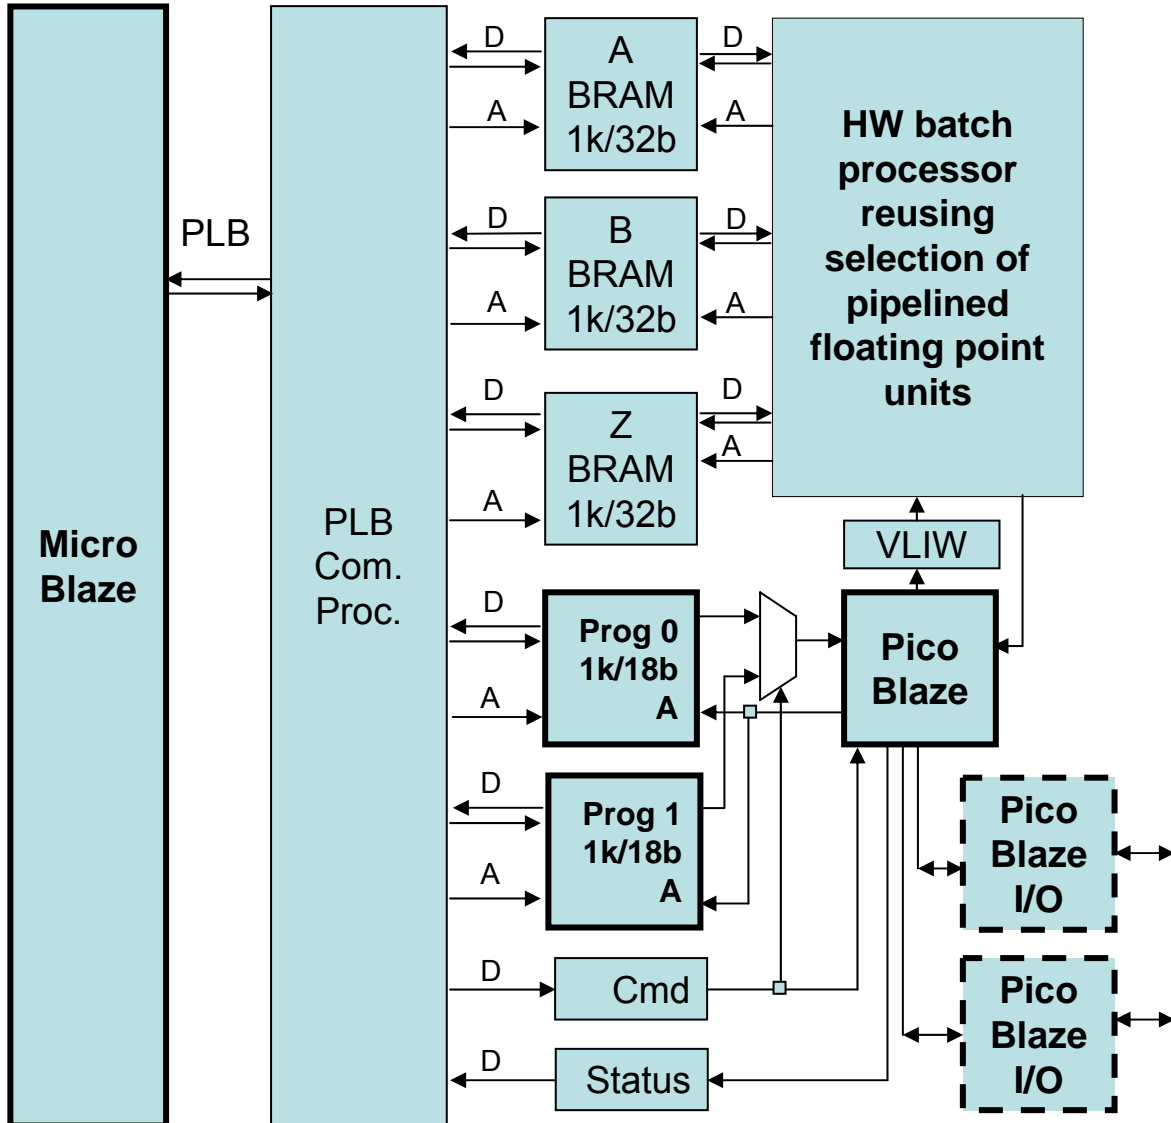 Micro
Blaze
PLB
PLB
Com.
Proc.
D
A
A
BRAM
1k/32b
D
A
D
A
B
BRAM
1k/32b
D
A
D
A
Z
BRAM
1k/32b
D
A
HW batch
processor
reusing
selection of
pipelined
floating point
units
VLIW
D
A
Prog 0
1k/18b
A
Pico
Blaze
D
A
Prog 1
1k/18b
A
Pico
Blaze
I/O
D
Cmd
Pico
Blaze
I/O
D
Status